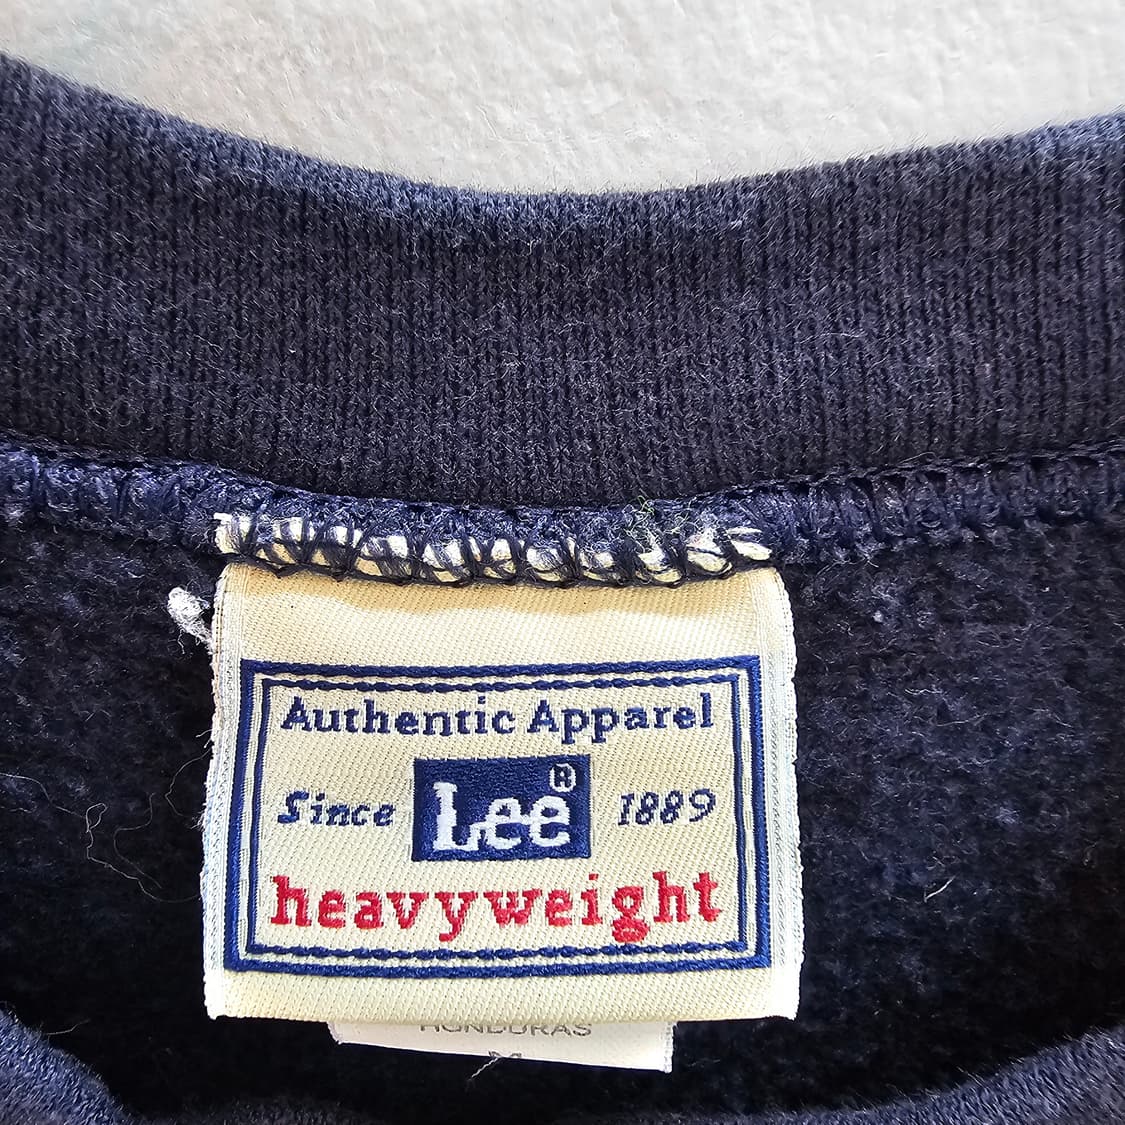 Authentic Apparel
Since Lee® 1889
heavyweight
HONDURAS
M